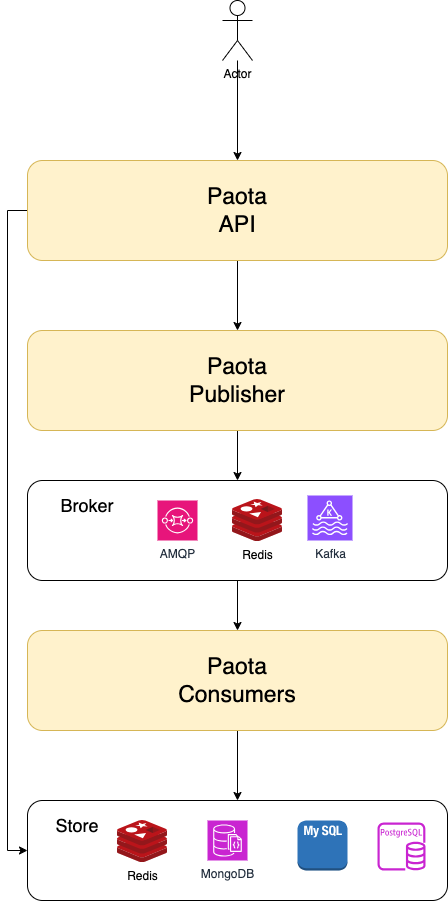 Actor
Paota
API
Paota
Publisher
Broker
AMQP
Redis
K
Kafka
Paota
Consumers
Store
Redis
MongoDB
My SQL
PostgreSQL